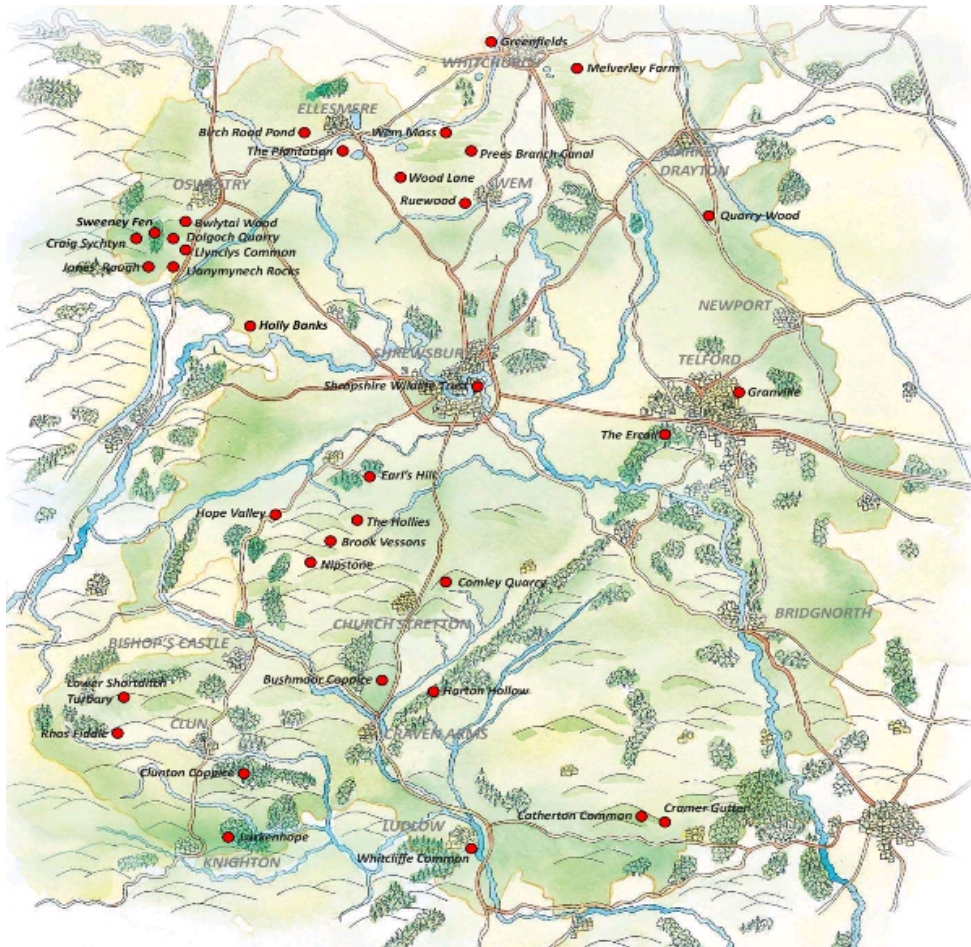 Greenfields
WHITCHURCH
Melverley Farm
ELLESMERE
Birch Road Pond
Wem Moss
The Plantation
Prees Branch Canal
MARKET
DRAYTON
Wood Lane
OSWESTRY
WEM
Ruewood
Sweeney Fen
Bwlytai Wood
Quarry Wood
Craig Sychtyn
Dolgoch Quarry
Llynclys Common
Jones' Rough
Llanymynech Rocks
NEWPORT
Holly Banks
SHREWSBURY
TELFORD
Shropshire Wildlife Trust
Granville
The Ercall
Earl's Hill
Hope Valley
The Hollies
Brook Vessons
Nipstone
Comley Quarry
CHURCH STRETTON
BRIDGNORTH
BISHOP'S CASTLE
Lower Shortditch
Turbary
Bushmoor Coppice
Harton Hollow
CLUN
Rhos Fiddle
CRAVEN ARMS
Clunton Coppice
Catherton Common
Cramer Gutter
LUDLOW
Lurkenhope
KNIGHTON
Whitcliffe Common